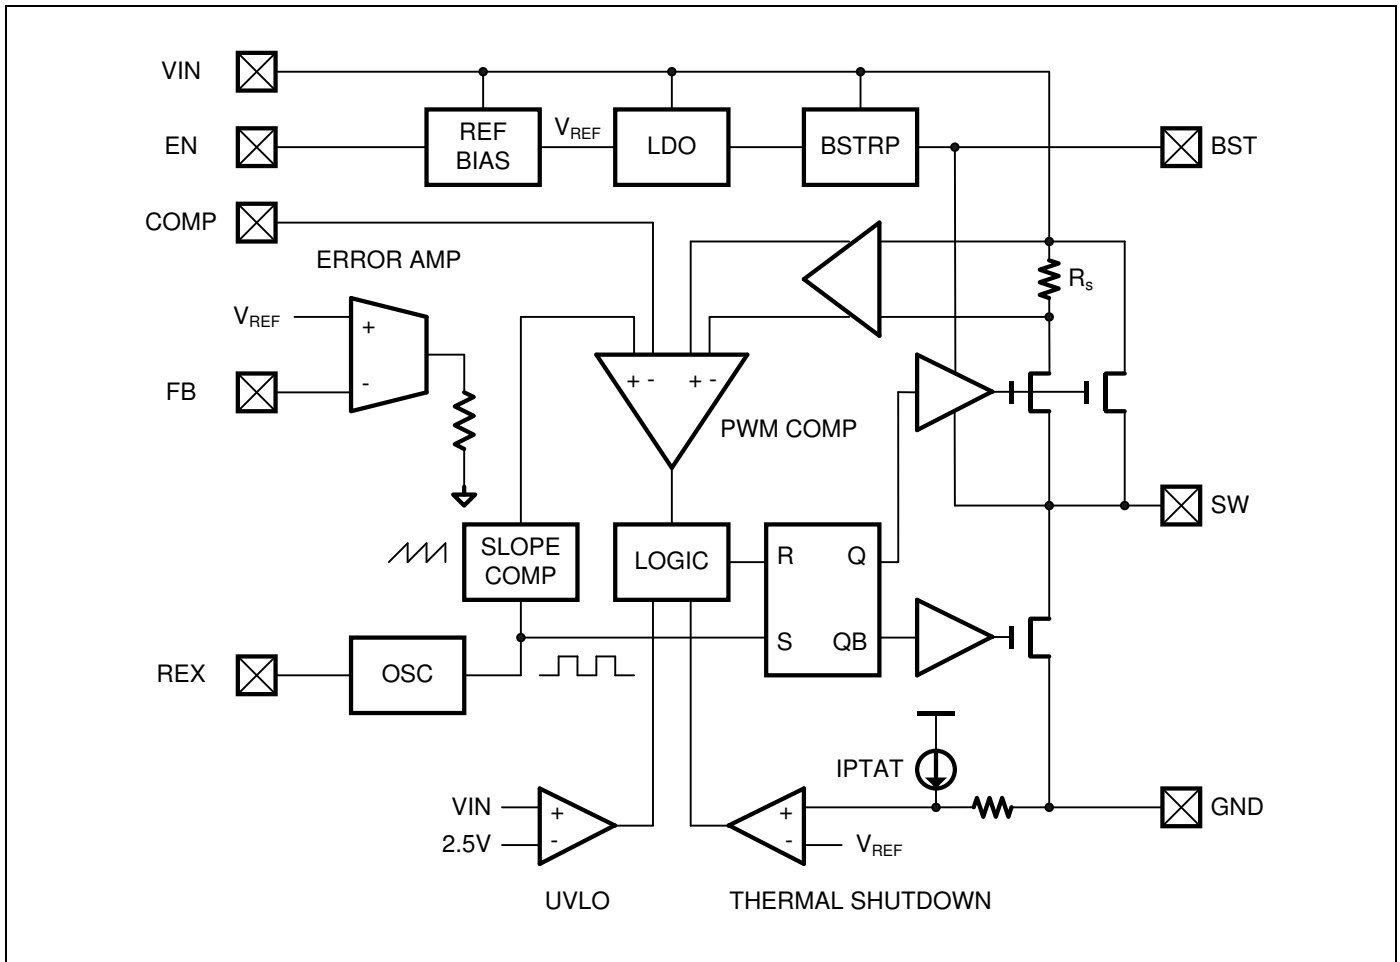 VIN
EN
REF
BIAS
VREF
LDO
BSTRP
BST
COMP
ERROR AMP
Rs
VREF
+
-
FB
+ - + -
PWM COMP
SW
SLOPE
COMP
LOGIC
R Q
S QB
REX
OSC
IPTAT
VIN
+
2.5V
-
+
-
VREF
GND
UVLO
THERMAL SHUTDOWN